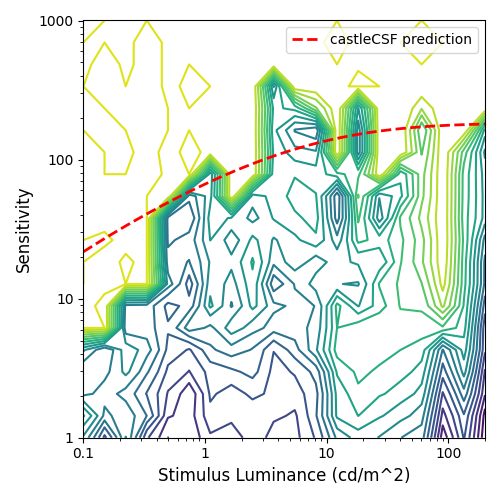 1000
castleCSF prediction
100
Sensitivity
10
1
0.1 1 10 100
Stimulus Luminance (cd/m^2)